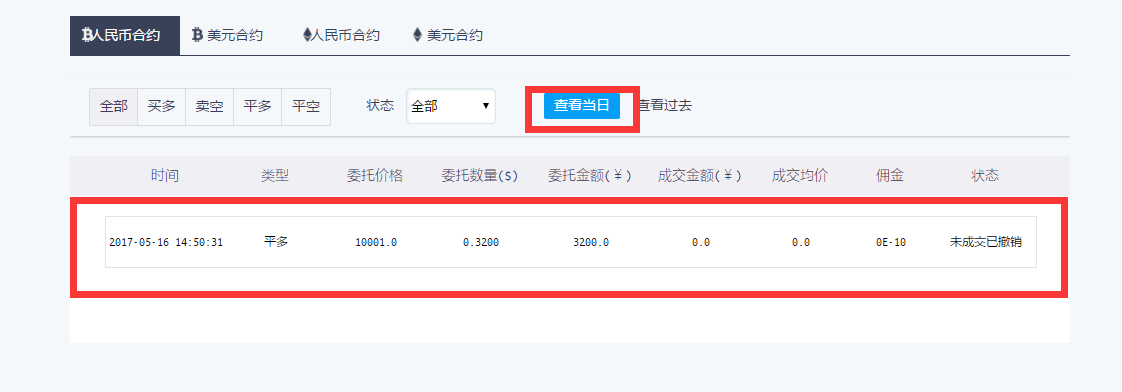 人民币合约 美元合约 人民币合约 美元合约
全部 买多 卖空 平多 平空 状态 全部 查看当日 查看过去
时间 类型 委托价格 委托数量($) 委托金额(¥) 成交金额(¥) 成交均价 佣金 状态
2017-05-16 14:50:31 平多 10001.0 0.3200 3200.0 0.0 0.0 0E-10 未成交已撤销